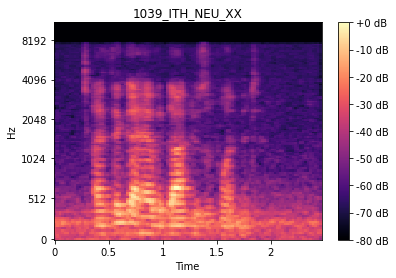 1039_ITH_NEU_XX
+0 dB
8192
-10 dB
4096
-20 dB
-30 dB
2048
Hz
-40 dB
1024
-50 dB
512
-60 dB
-70 dB
0
-80 dB
0 0.5 1 1.5 2
Time